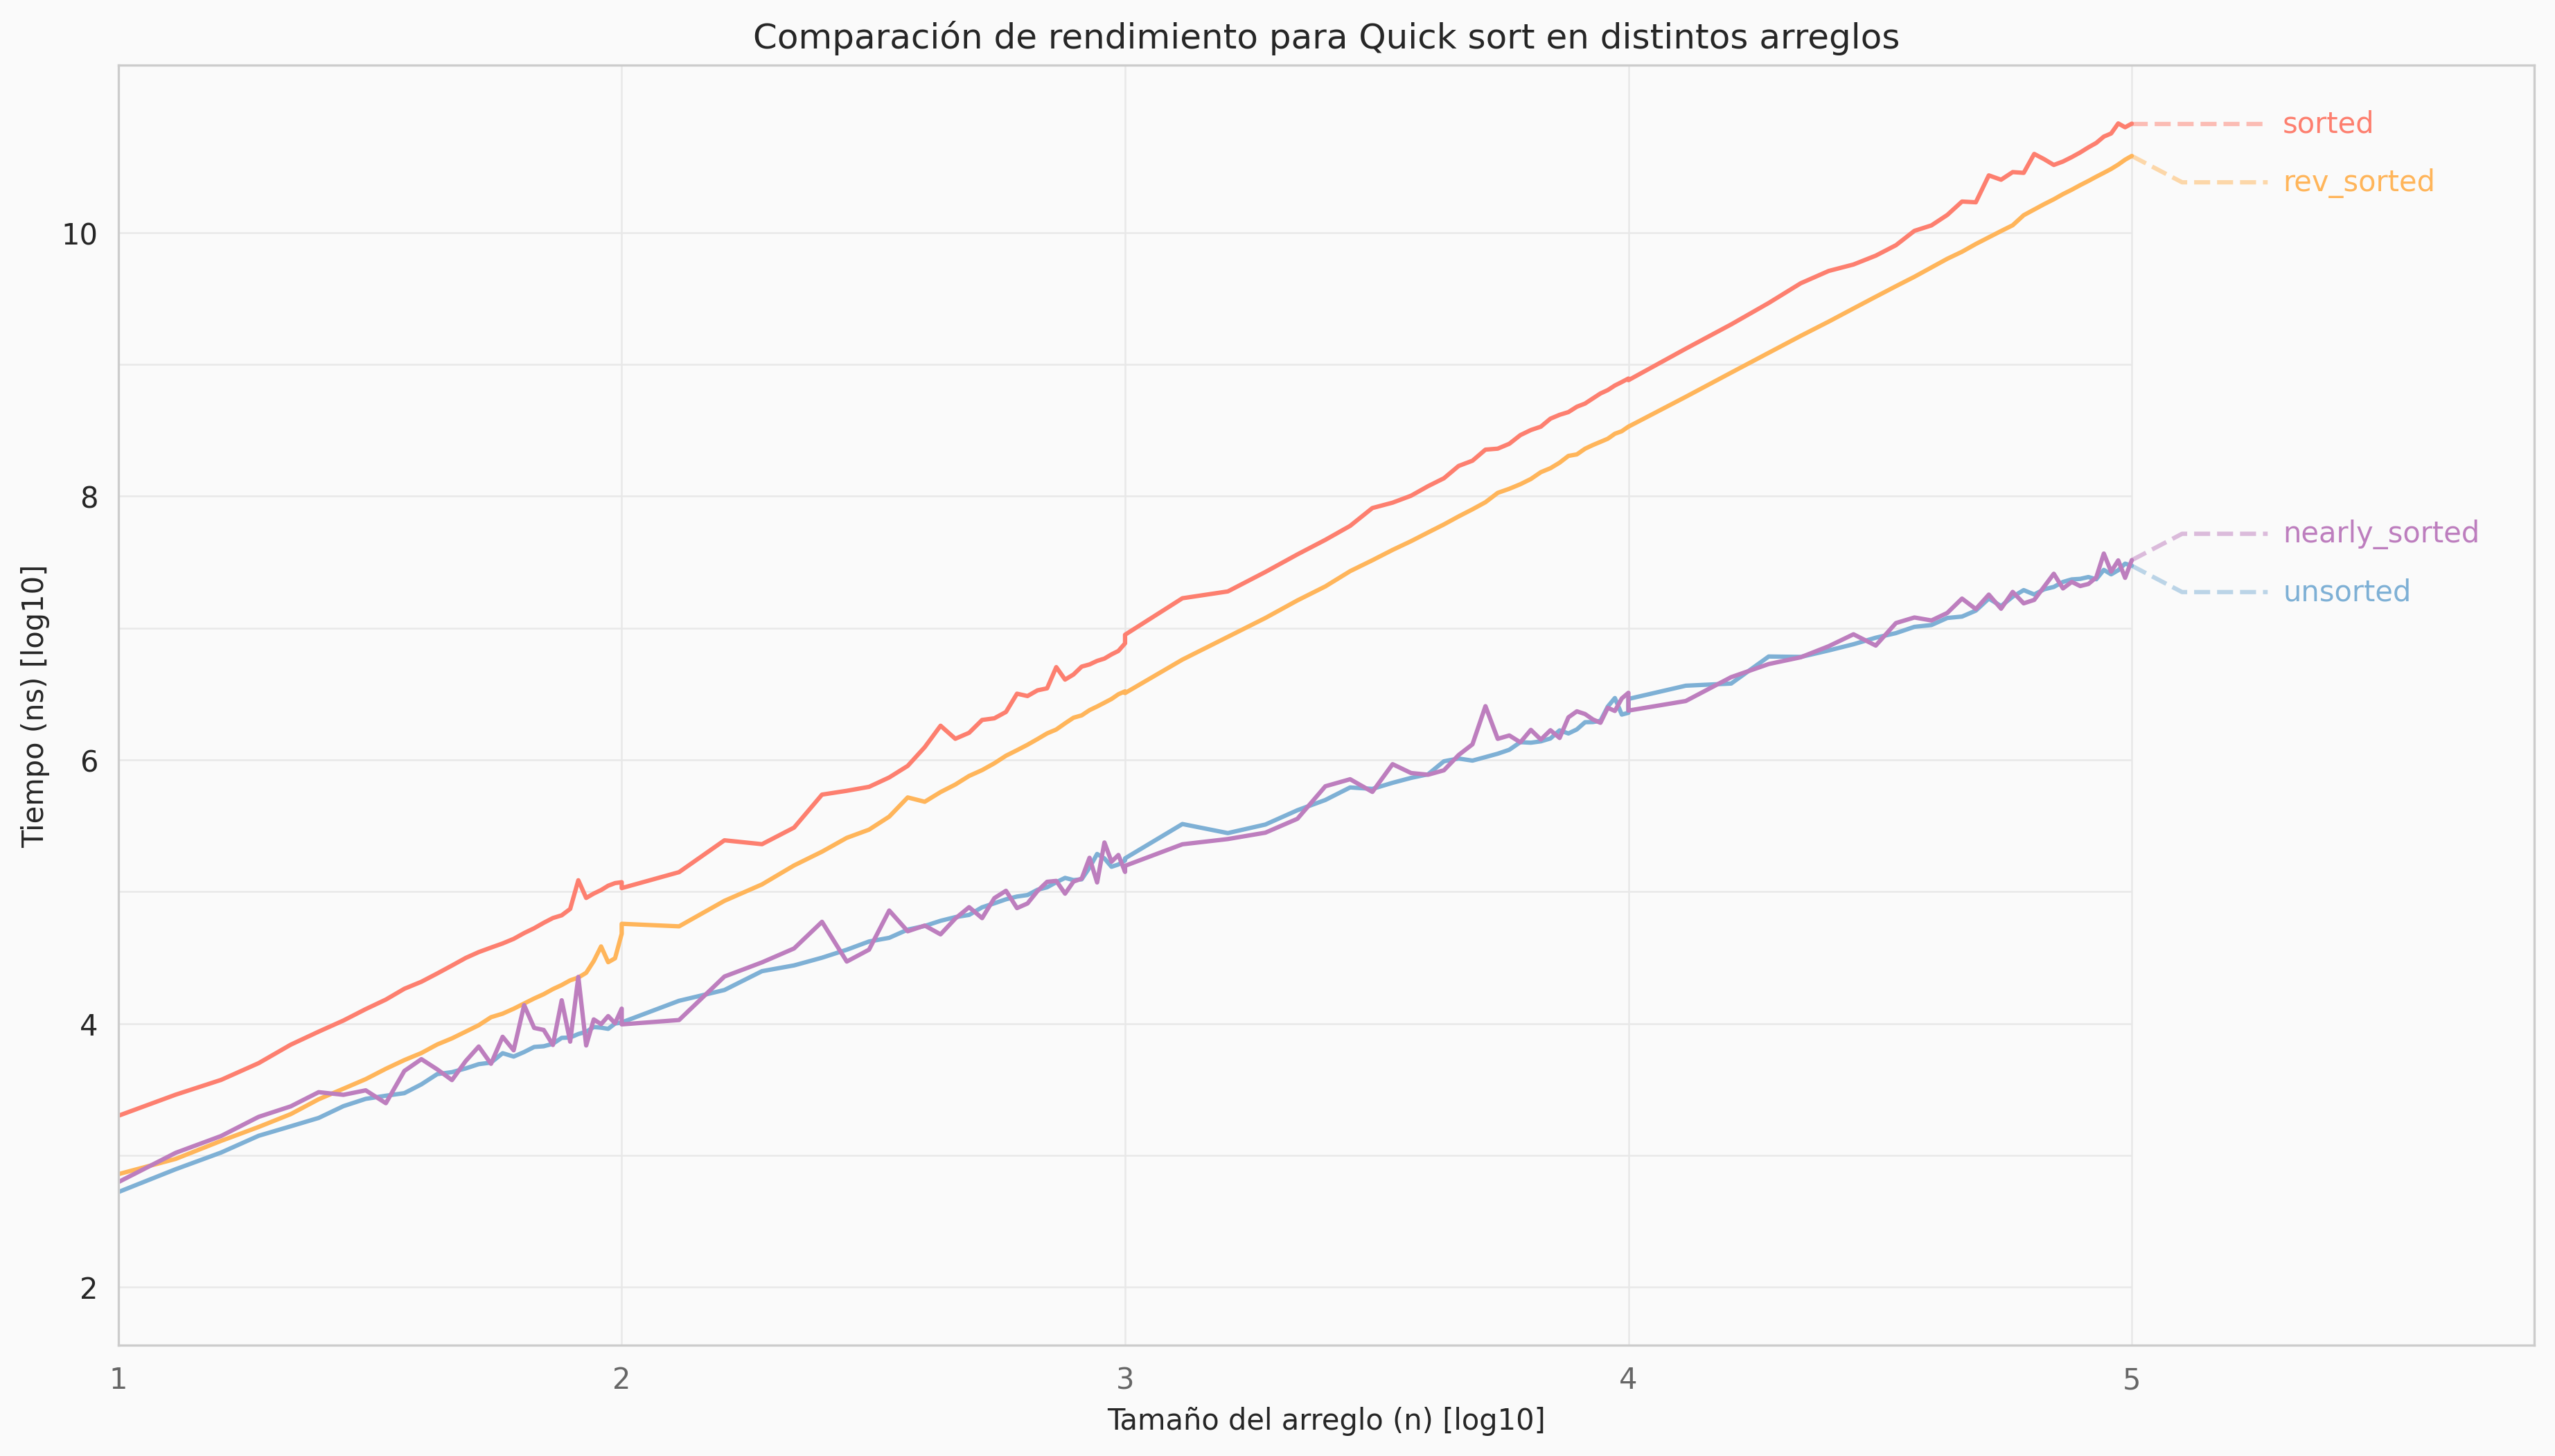 Comparación de rendimiento para Quick sort en distintos arreglos
sorted
rev_sorted
nearly_sorted
unsorted
10
8
6
4
2
Tiempo (ns) [log10]
1 2 3 4 5
Tamaño del arreglo (n) [log10]